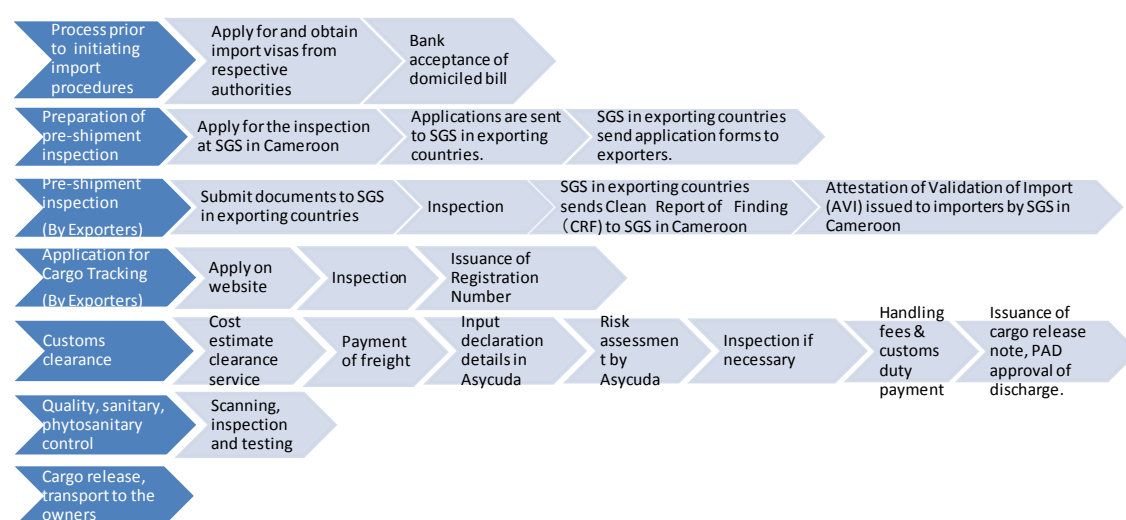 Process prior
to initiating
import
procedures
Apply for and obtain
import visas from
respective
authorities
Bank
acceptance of
domiciled bill
Preparation of
pre-shipment
inspection
Apply for the inspection
at SGS in Cameroon
Applications are sent
to SGS in exporting
countries.
SGS in exporting countries
send application forms to
exporters.
Pre-shipment
inspection
(By Exporters)
Submit documents to SGS
in exporting countries
Inspection
SGS in exporting countries
sends Clean Report of Finding
(CRF) to SGS in Cameroon
Attestation of Validation of Import
(AVI) issued to importers by SGS in
Cameroon
Application for
Cargo Tracking
(By Exporters)
Apply on
website
Inspection
Issuance of
Registration
Number
Customs
clearance
Cost
estimate
clearance
service
Payment
of freight
Input
declaration
details in
Asycuda
Risk
assessmen
t by
Asycuda
Inspection if
necessary
Handling
fees &
customs
duty
payment
Issuance of
cargo release
note, PAD
approval of
discharge.
Quality, sanitary,
phytosanitary
control
Scanning,
inspection
and testing
Cargo release,
transport to the
owners